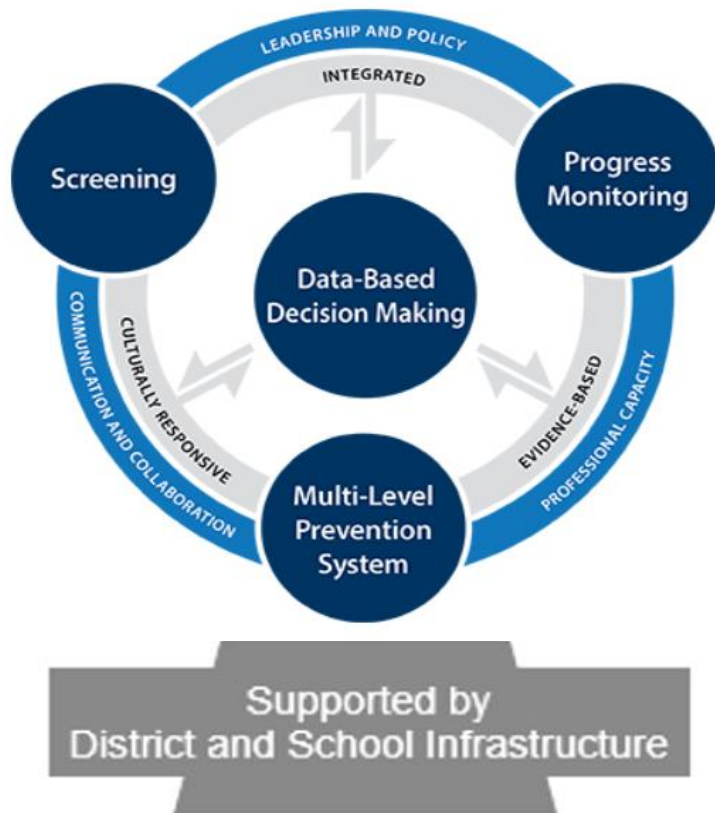 LEADERSHIP AND POLICY
INTEGRATED
Screening
Progress
Monitoring
Data-Based
Decision Making
COMMUNICATION AND COLLABORATION
CULTURALLY RESPONSIVE
EVIDENCE-BASED
PROFESSIONAL CAPACITY
Multi-Level
Prevention
System
Supported by
District and School Infrastructure